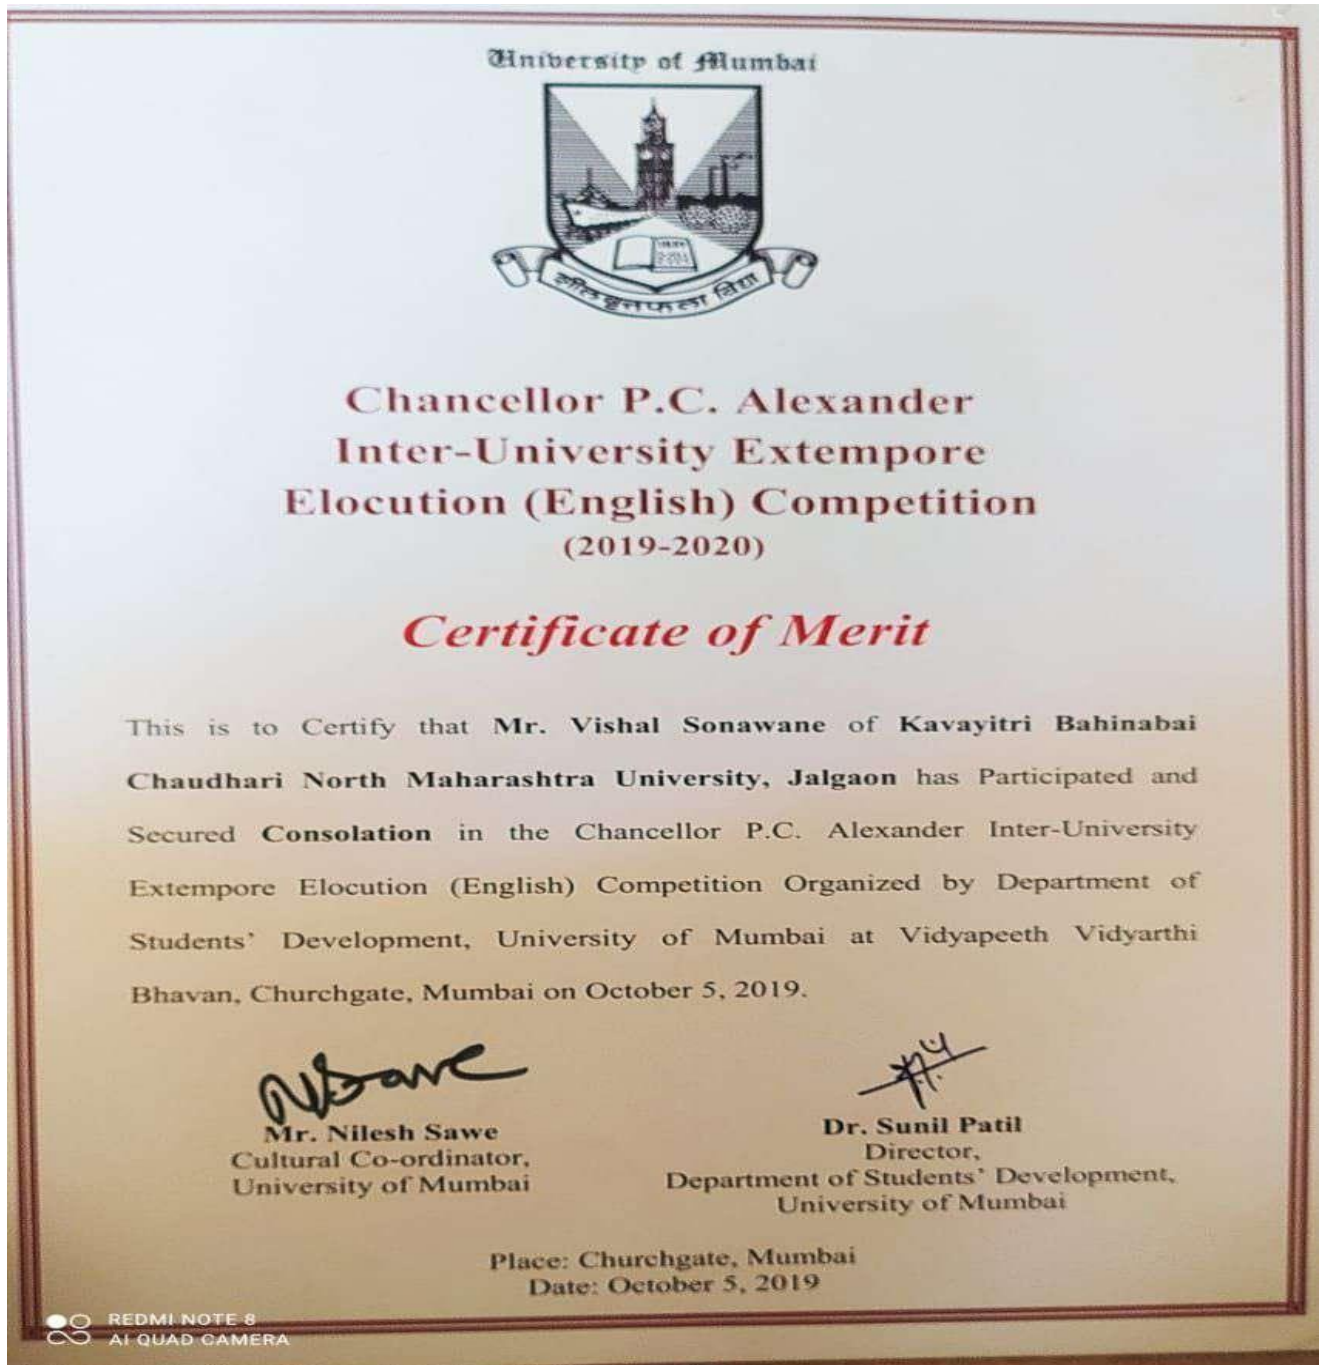 University of Mumbai
शीलवृत्तफला विद्या
Chancellor P.C. Alexander
Inter-University Extempore
Elocution (English) Competition
(2019-2020)
Certificate of Merit
This is to Certify that Mr. Vishal Sonawane of Kavayitri Bahinabai
Chaudhari North Maharashtra University, Jalgaon has Participated and
Secured Consolation in the Chancellor P.C. Alexander Inter-University
Extempore Elocution (English) Competition Organized by Department of
Students' Development, University of Mumbai at Vidyapeeth Vidyarthi
Bhavan, Churchgate, Mumbai on October 5, 2019.
NSawe
Mr. Nilesh Sawe
Cultural Co-ordinator,
University of Mumbai
Dr. Sunil Patil
Director,
Department of Students' Development,
University of Mumbai
Place: Churchgate, Mumbai
Date: October 5, 2019
REDMI NOTE 8
AI QUAD CAMERA